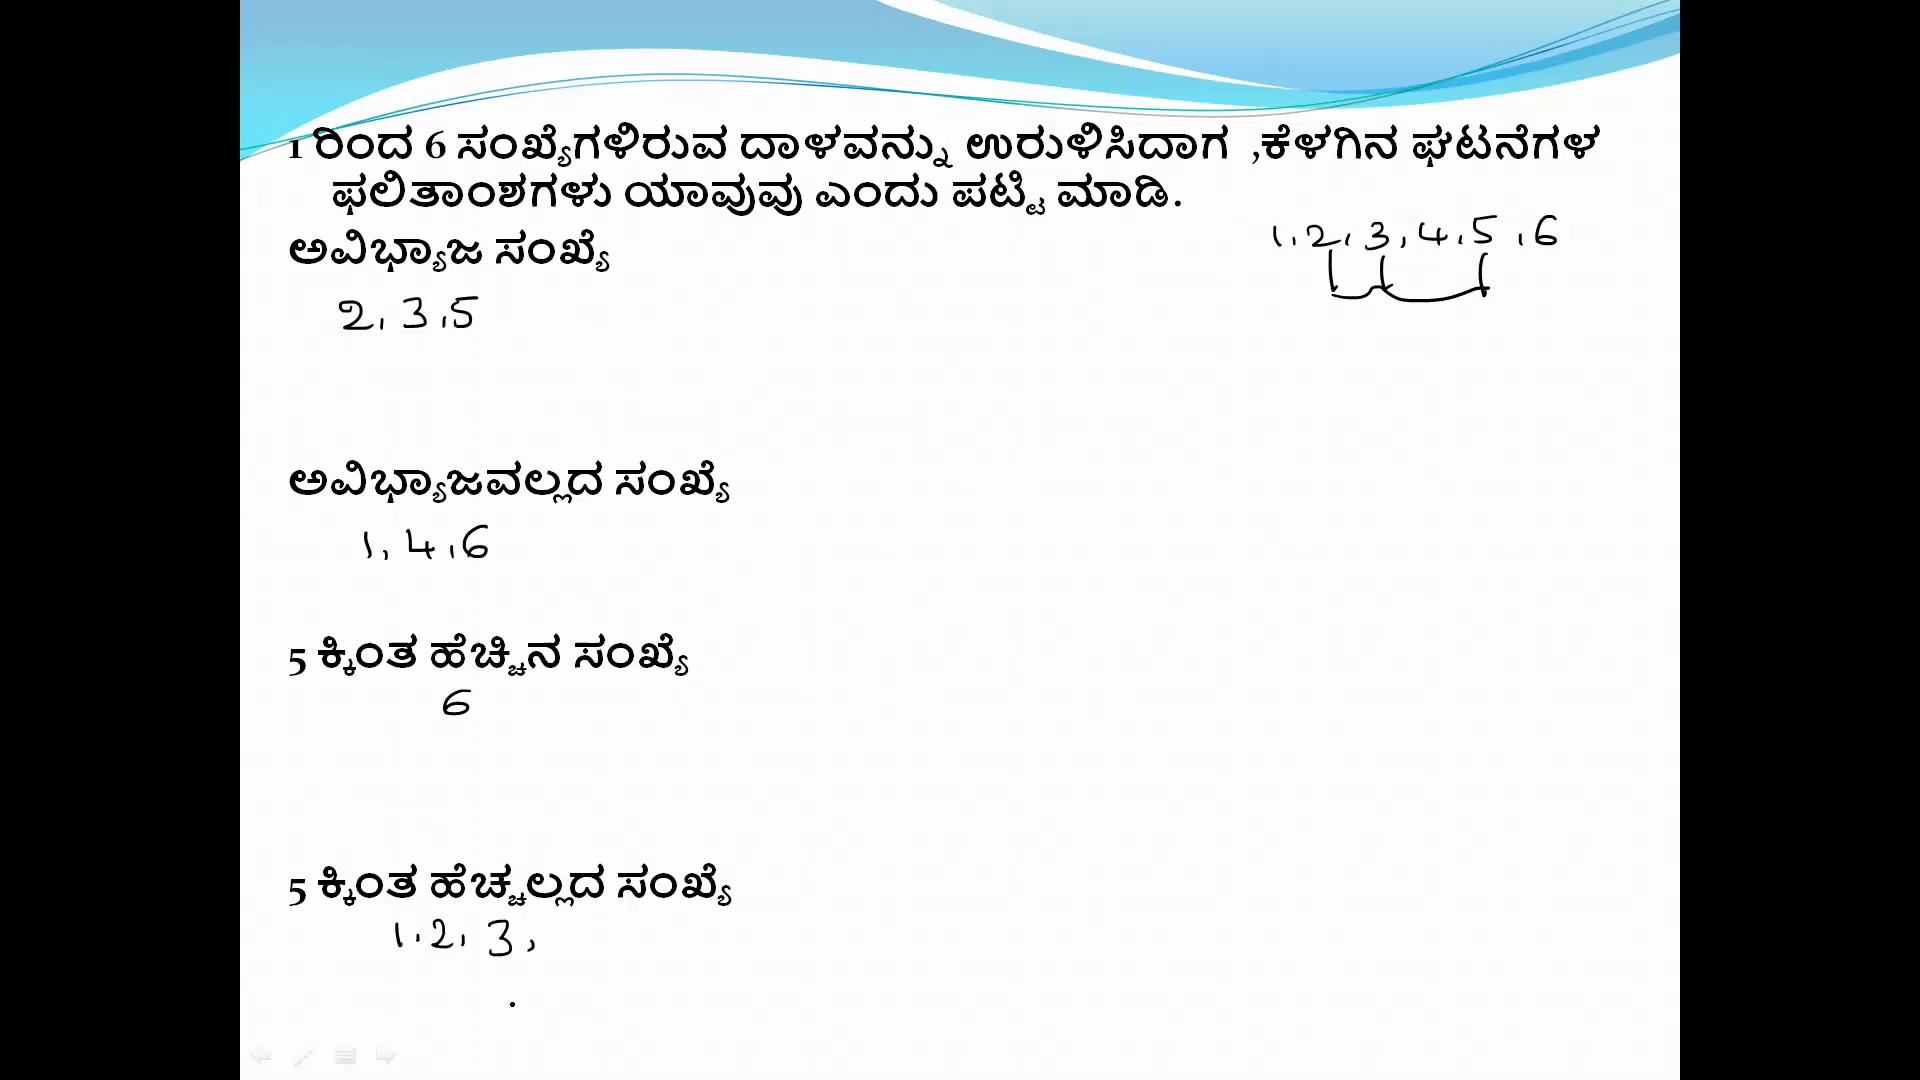 1 ರಿಂದ 6 ಸಂಖ್ಯೆಗಳಿರುವ ದಾಳವನ್ನು ಉರುಳಿಸಿದಾಗ ,ಕೆಳಗಿನ ಘಟನೆಗಳ
ಫಲಿತಾಂಶಗಳು ಯಾವುವು ಎಂದು ಪಟ್ಟಿ ಮಾಡಿ.
1, 2, 3, 4, 5, 6
ಅವಿಭ್ಯಾಜ ಸಂಖ್ಯೆ
2, 3, 5
ಅವಿಭ್ಯಾಜವಲ್ಲದ ಸಂಖ್ಯೆ
1, 4, 6
5 ಕ್ಕಿಂತ ಹೆಚ್ಚಿನ ಸಂಖ್ಯೆ
6
5 ಕ್ಕಿಂತ ಹೆಚ್ಚಲ್ಲದ ಸಂಖ್ಯೆ
1, 2, 3,